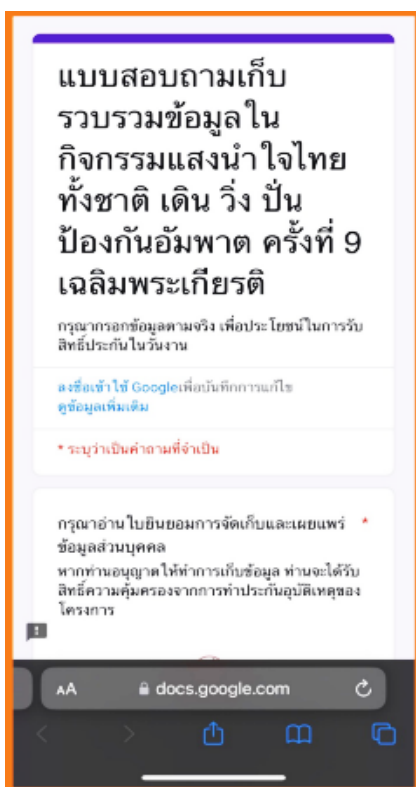 แบบสอบถามเก็บ
รวบรวมข้อมูลใน
กิจกรรมแสงนำใจไทย
ทั้งชาติ เดิน วิ่ง ปั่น
ป้องกันอัมพาต ครั้งที่ 9
เฉลิมพระเกียรติ
กรุณากรอกข้อมูลตามจริง เพื่อประโยชน์ในการรับ
สิทธิ์ประกันในวันงาน
ลงชื่อเข้าใช้ Googleเพื่อบันทึกการแก้ไข
ดูข้อมูลเพิ่มเติม
* ระบุว่าเป็นคำถามที่จำเป็น
กรุณาอ่านใบยินยอมการจัดเก็บและเผยแพร่ *
ข้อมูลส่วนบุคคล
หากท่านอนุญาตให้ทำการเก็บข้อมูล ท่านจะได้รับ
สิทธิ์ความคุ้มครองจากการทำประกันอุบัติเหตุของ
โครงการ
AA docs.google.com